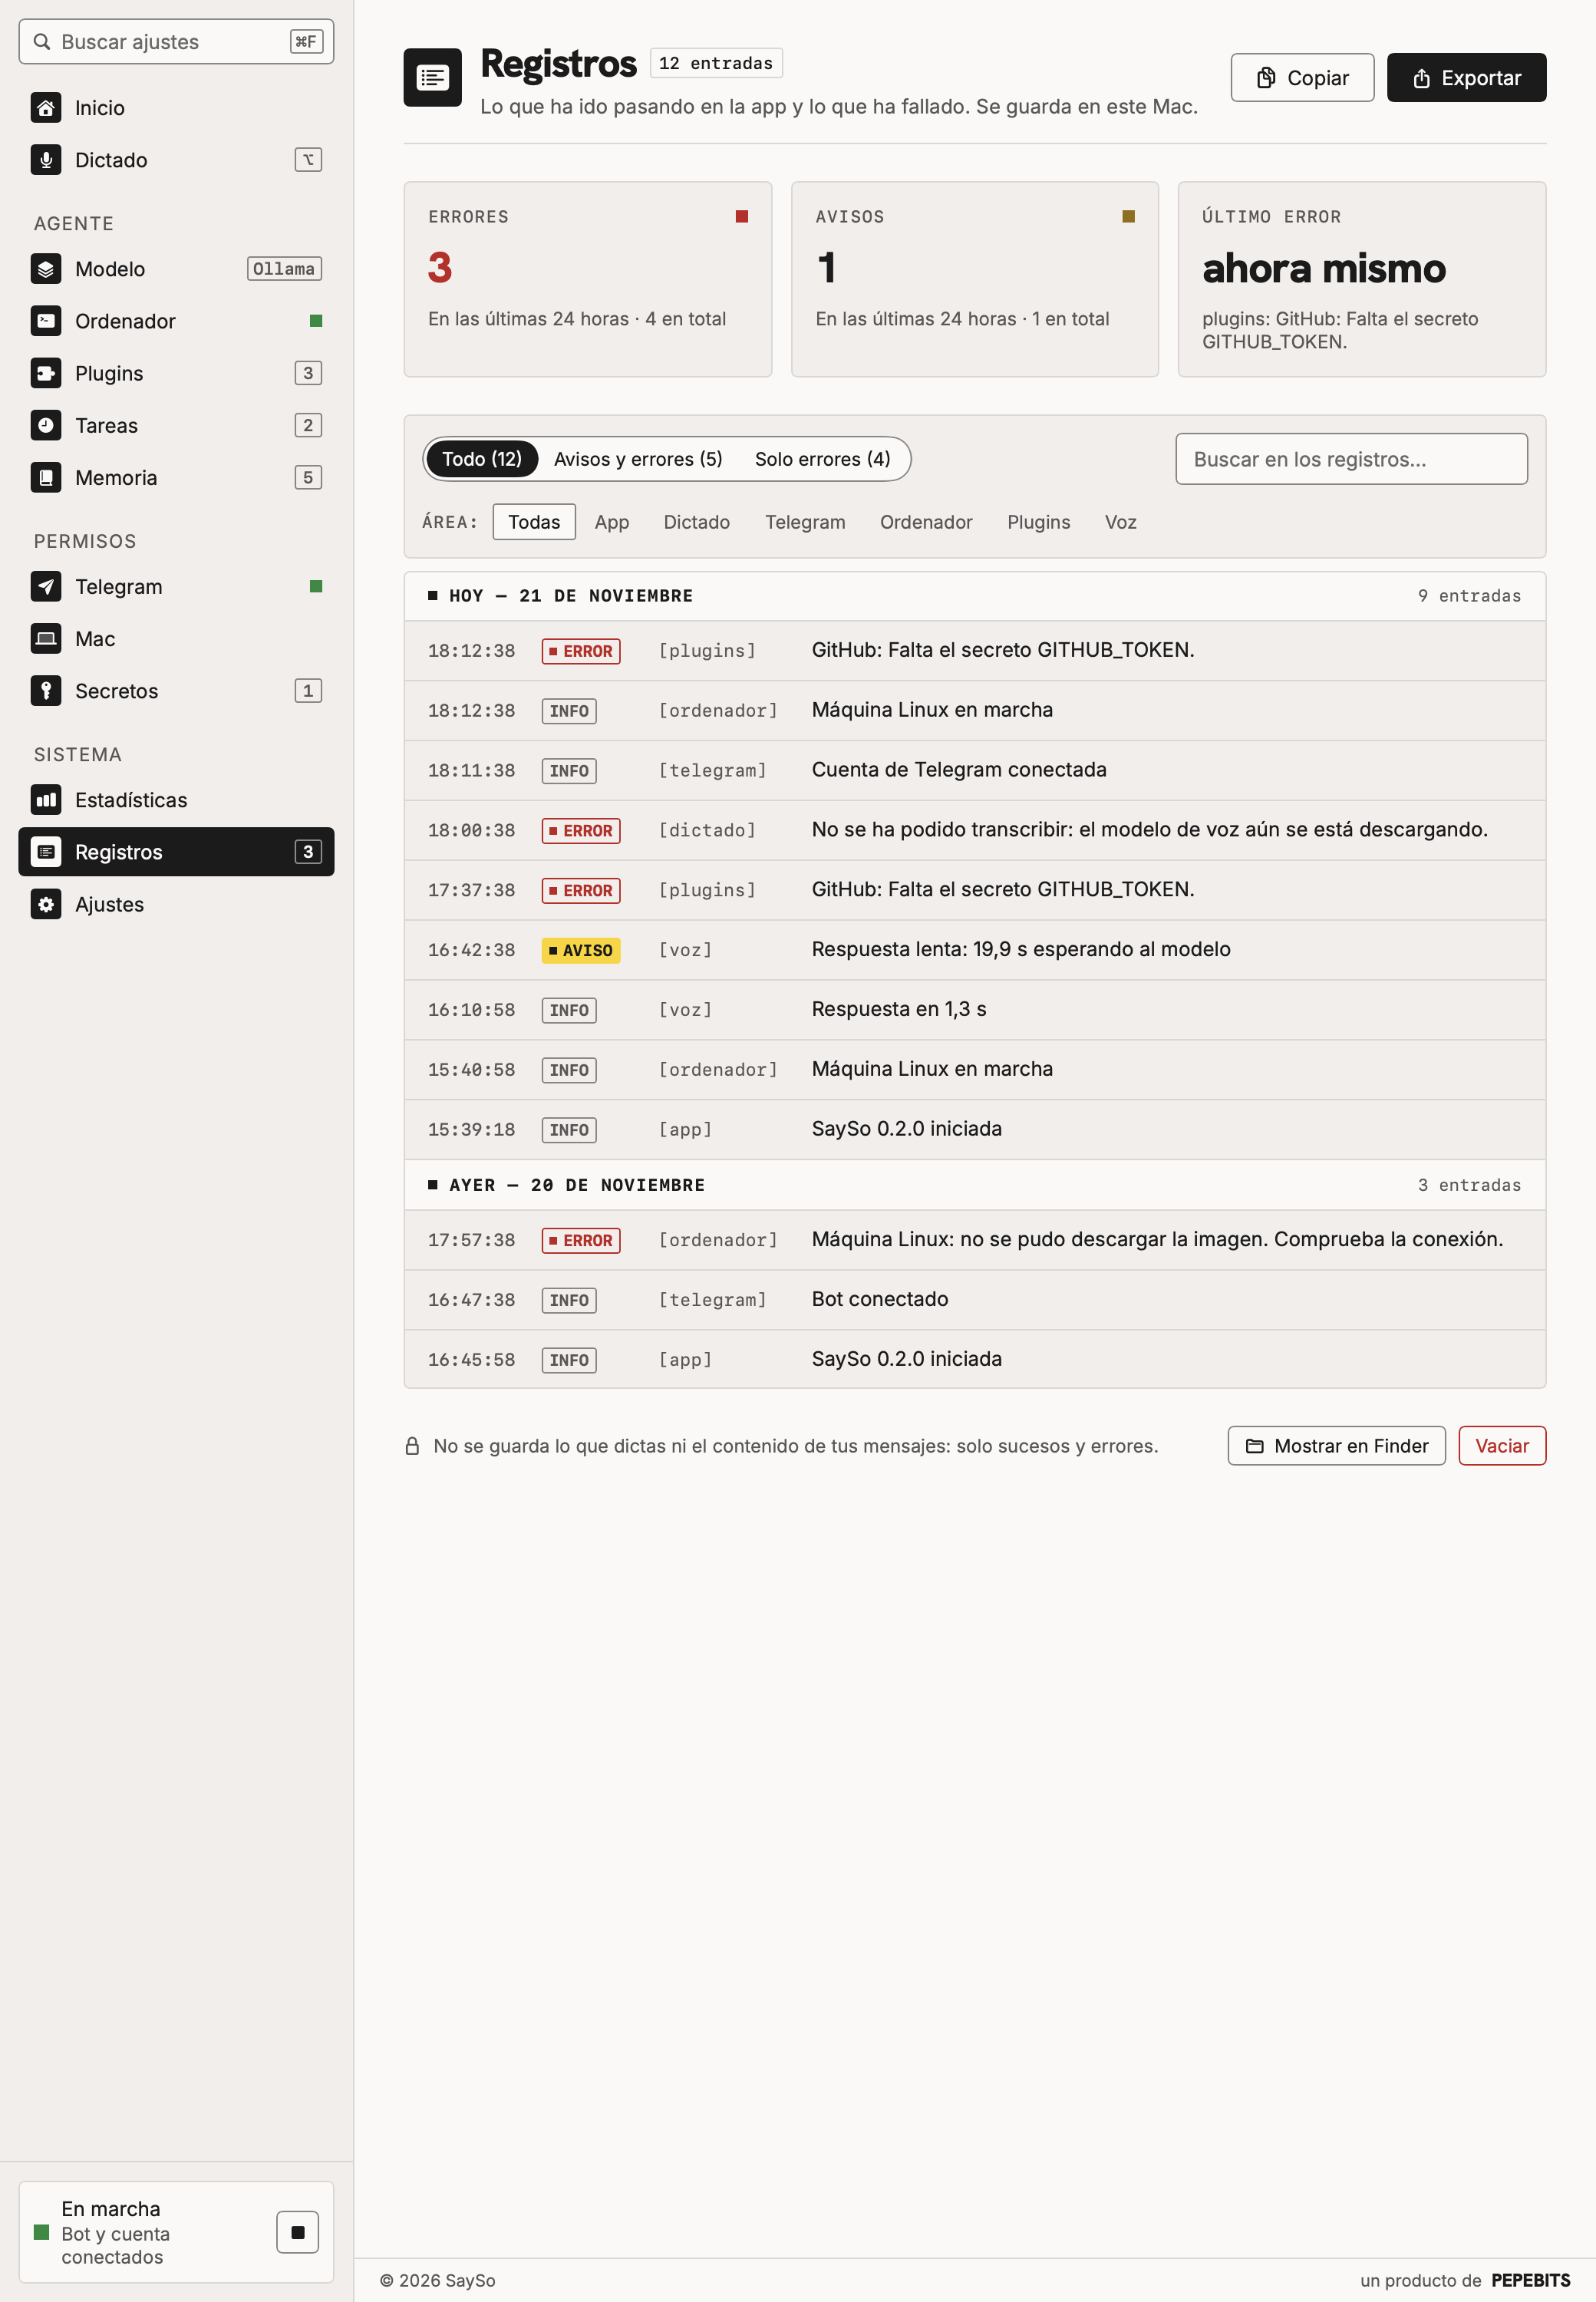 Buscar ajustes ⌘F
Inicio
Dictado ⌥
AGENTE
Modelo Ollama
Ordenador
Plugins 3
Tareas 2
Memoria 5
PERMISOS
Telegram
Mac
Secretos 1
SISTEMA
Estadísticas
Registros 3
Ajustes
En marcha
Bot y cuenta
conectados
Registros 12 entradas
Lo que ha ido pasando en la app y lo que ha fallado. Se guarda en este Mac.
Copiar Exportar
ERRORES
3
En las últimas 24 horas · 4 en total
AVISOS
1
En las últimas 24 horas · 1 en total
ÚLTIMO ERROR
ahora mismo
plugins: GitHub: Falta el secreto
GITHUB_TOKEN.
Todo (12) Avisos y errores (5) Solo errores (4) Buscar en los registros...
ÁREA: Todas App Dictado Telegram Ordenador Plugins Voz
HOY — 21 DE NOVIEMBRE 9 entradas
18:12:38 ERROR [plugins] GitHub: Falta el secreto GITHUB_TOKEN.
18:12:38 INFO [ordenador] Máquina Linux en marcha
18:11:38 INFO [telegram] Cuenta de Telegram conectada
18:00:38 ERROR [dictado] No se ha podido transcribir: el modelo de voz aún se está descargando.
17:37:38 ERROR [plugins] GitHub: Falta el secreto GITHUB_TOKEN.
16:42:38 AVISO [voz] Respuesta lenta: 19,9 s esperando al modelo
16:10:58 INFO [voz] Respuesta en 1,3 s
15:40:58 INFO [ordenador] Máquina Linux en marcha
15:39:18 INFO [app] SaySo 0.2.0 iniciada
AYER — 20 DE NOVIEMBRE 3 entradas
17:57:38 ERROR [ordenador] Máquina Linux: no se pudo descargar la imagen. Comprueba la conexión.
16:47:38 INFO [telegram] Bot conectado
16:45:58 INFO [app] SaySo 0.2.0 iniciada
No se guarda lo que dictas ni el contenido de tus mensajes: solo sucesos y errores.
Mostrar en Finder Vaciar
© 2026 SaySo un producto de PEPEBITS